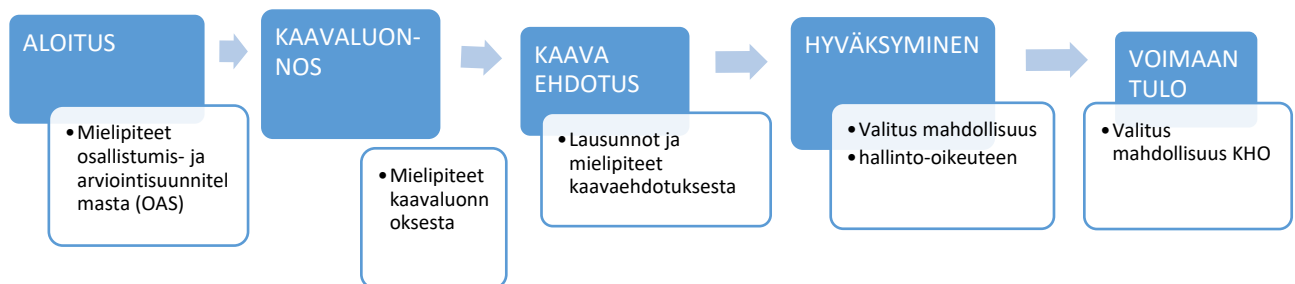 ALOITUS
• Mielipiteet
osallistumis- ja
arviointisuunnitel
masta (OAS)
KAAVALUON-
NOS
• Mielipiteet
kaavaluonn
oksesta
KAAVA
EHDOTUS
• Lausunnot ja
mielipiteet
kaavaehdotuksesta
HYVÄKSYMINEN
• Valitus mahdollisuus
• hallinto-oikeuteen
VOIMAAN
TULO
• Valitus
mahdollisuus KHO